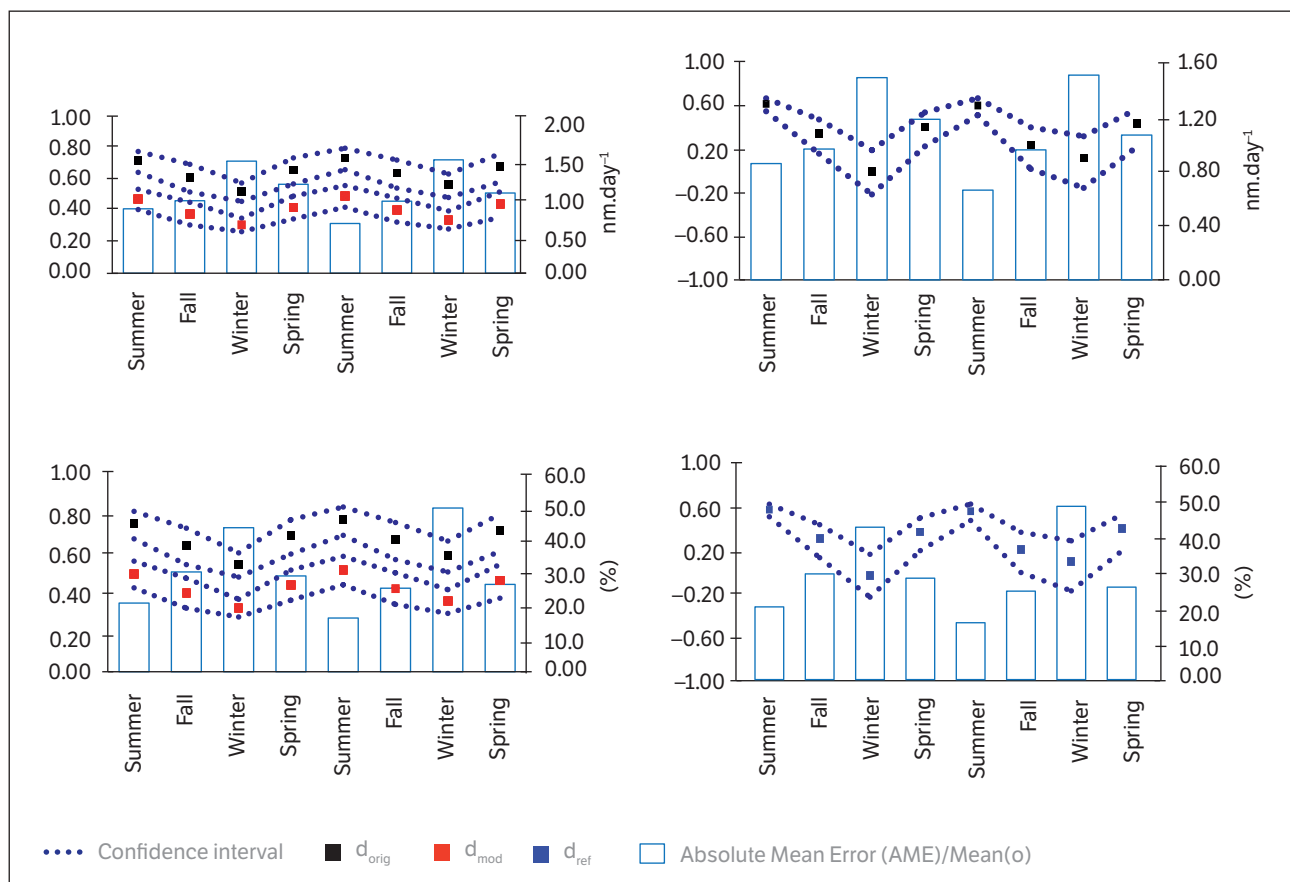 1.00
0.80
0.60
0.40
0.20
0.00
2.00
1.50
1.00
0.50
0.00
nm.day⁻¹
Summer
Fall
Winter
Spring
Summer
Fall
Winter
Spring
1.00
0.60
0.20
−0.20
−0.60
−1.00
1.60
1.20
0.80
0.40
0.00
nm.day⁻¹
Summer
Fall
Winter
Spring
Summer
Fall
Winter
Spring
1.00
0.80
0.60
0.40
0.20
0.00
60.0
50.0
40.0
30.0
20.0
10.0
0.00
(%)
Summer
Fall
Winter
Spring
Summer
Fall
Winter
Spring
1.00
0.60
0.20
−0.20
−0.60
−1.00
60.0
50.0
40.0
30.0
20.0
10.0
0.00
(%)
Summer
Fall
Winter
Spring
Summer
Fall
Winter
Spring
Confidence interval d_orig d_mod d_ref Absolute Mean Error (AME)/Mean(o)